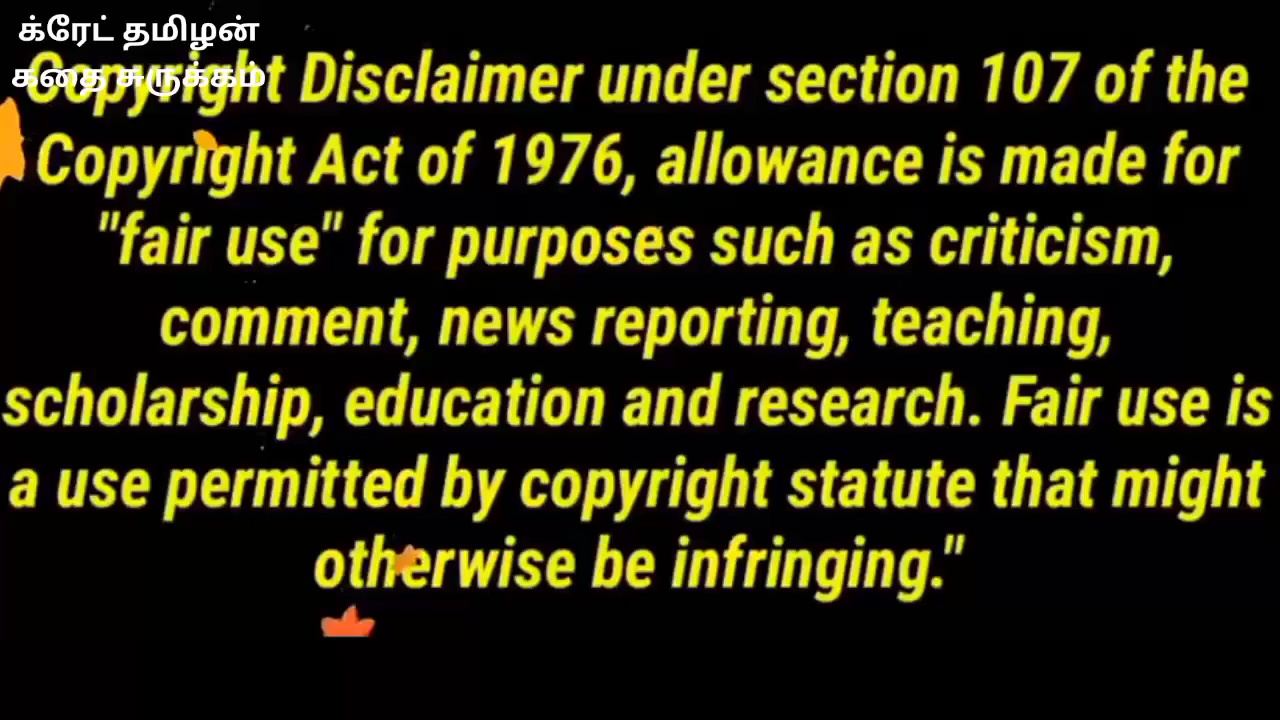 க்ரேட் தமிழன்
கதை சுருக்கம்
Copyright Disclaimer under section 107 of the
Copyright Act of 1976, allowance is made for
"fair use" for purposes such as criticism,
comment, news reporting, teaching,
scholarship, education and research. Fair use is
a use permitted by copyright statute that might
otherwise be infringing."